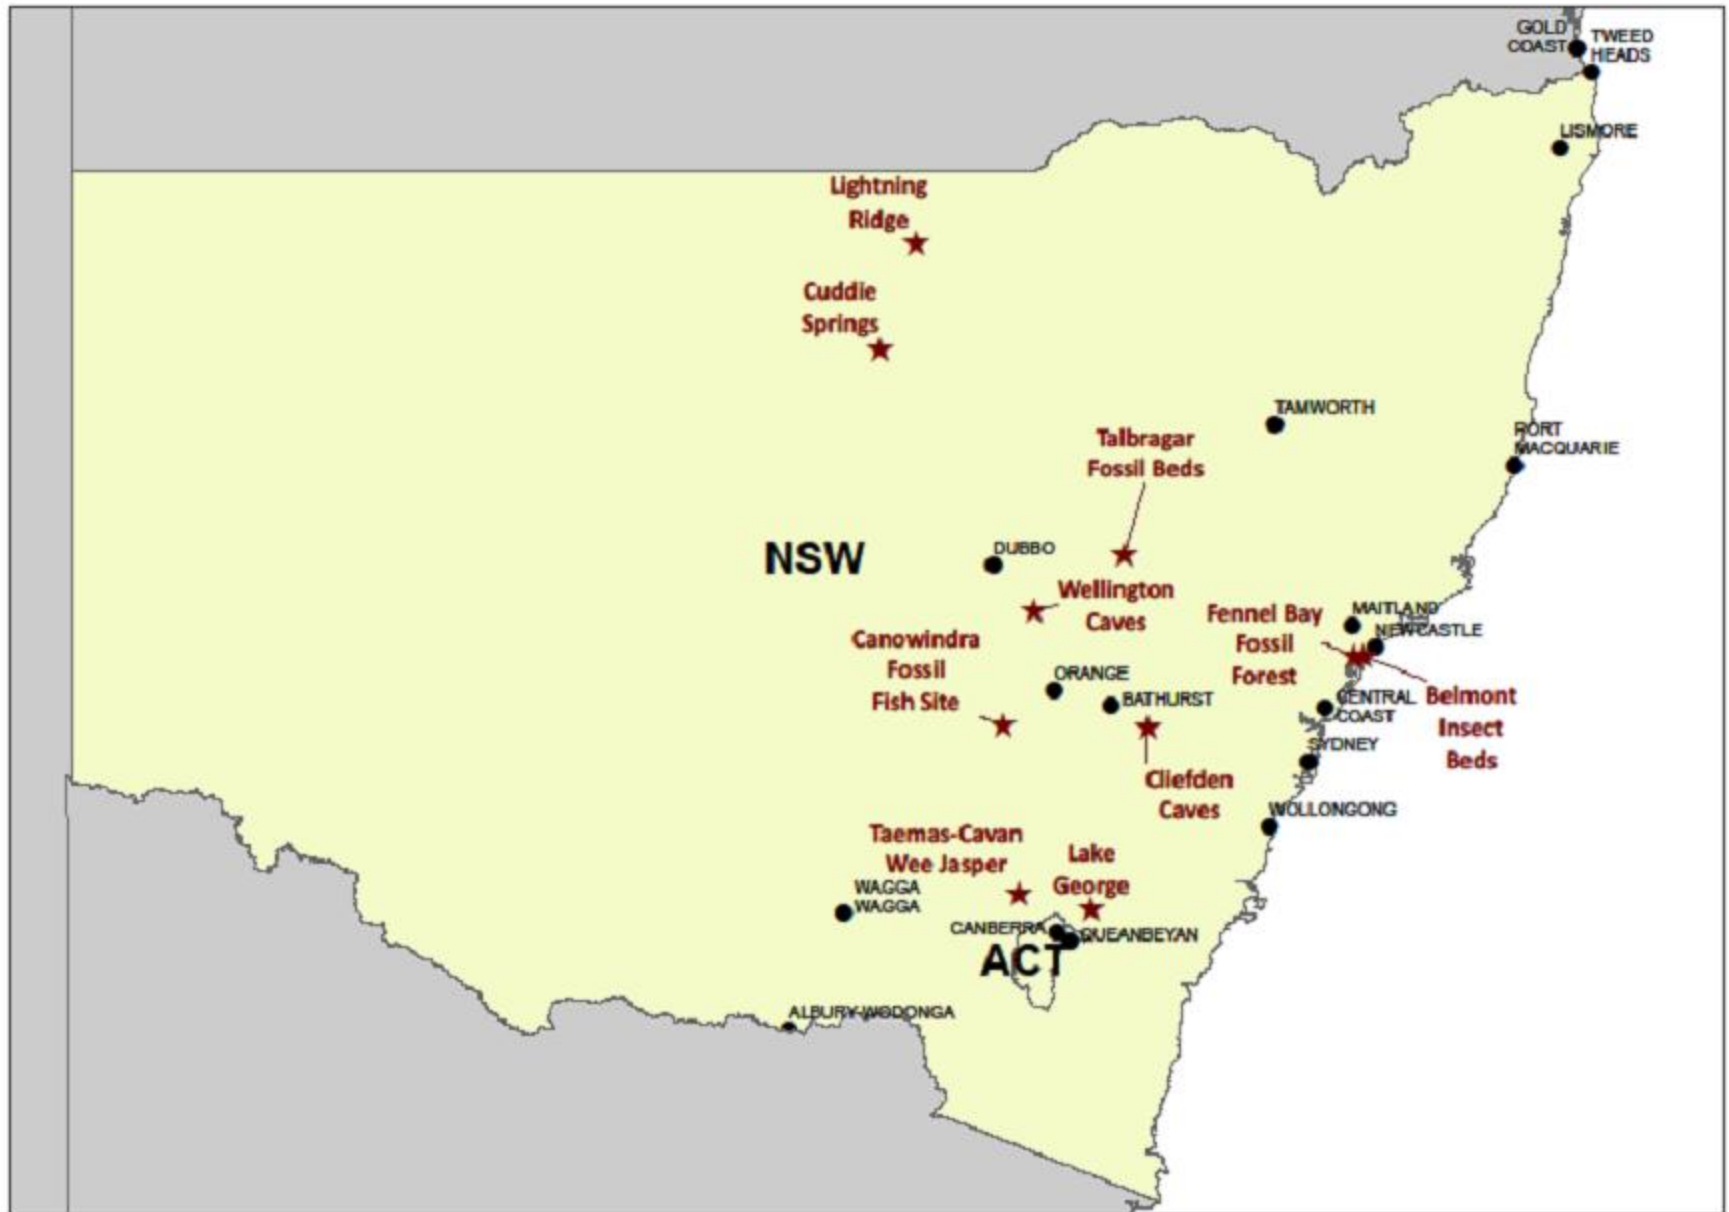 GOLD
COAST
TWEED
HEADS
LISMORE
Lightning
Ridge
Cuddie
Springs
TAMWORTH
Talbragar
Fossil Beds
PORT
MACQUARIE
NSW
DUBBO
Wellington
Caves
Fennel Bay
Fossil
Forest
MAITLAND
NEWCASTLE
Canowindra
Fossil
Fish Site
ORANGE
BATHURST
CENTRAL
COAST
Belmont
Insect
Beds
SYDNEY
Cliefden
Caves
WOLLONGONG
Taemas-Cavan
Wee Jasper
Lake
George
WAGGA
WAGGA
CANBERRA
QUEANBEYAN
ACT
ALBURY-WODONGA